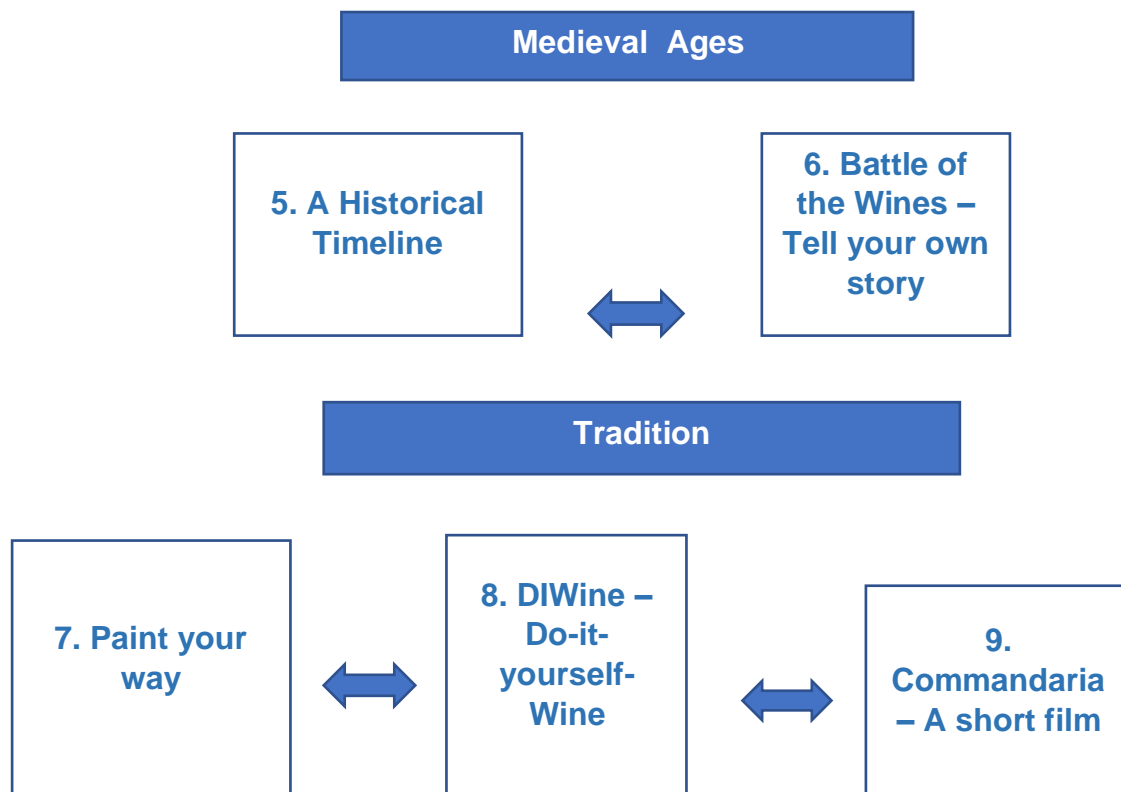 Medieval Ages
5. A Historical
Timeline
6. Battle of
the Wines –
Tell your own
story
Tradition
7. Paint your
way
8. DIWine –
Do-it-
yourself-
Wine
9.
Commandaria
– A short film